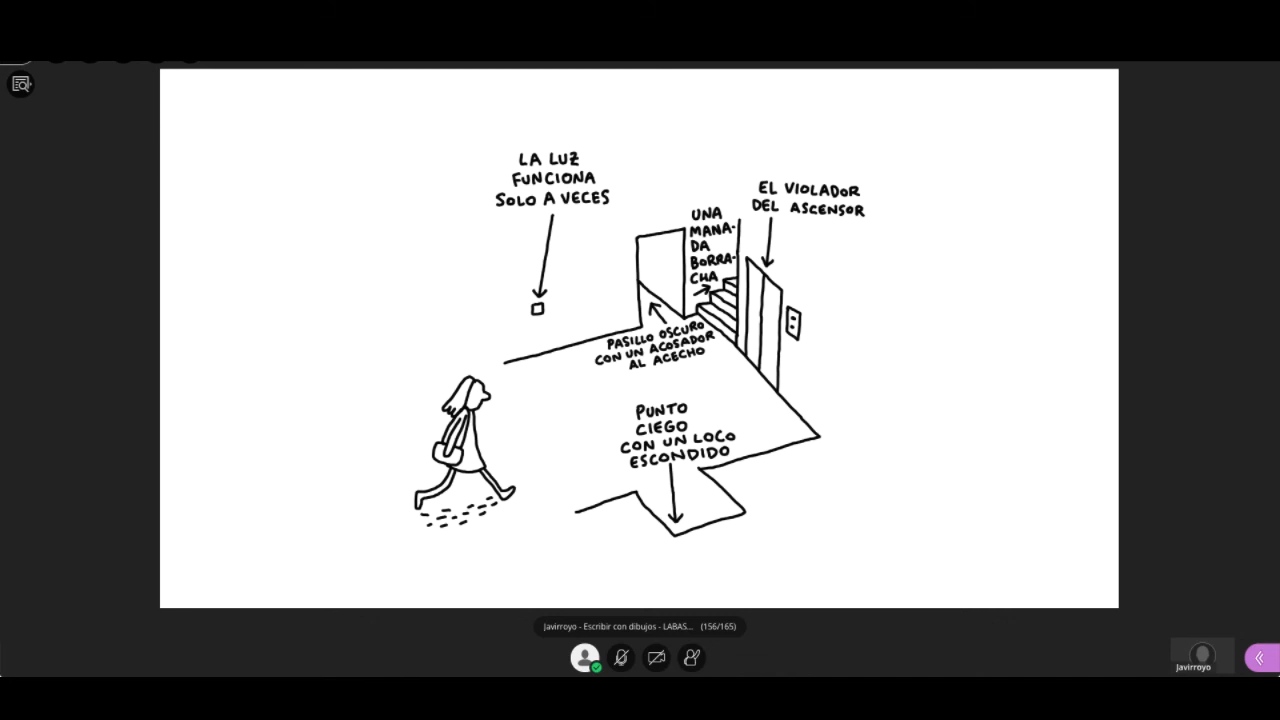 LA LUZ
FUNCIONA
SOLO A VECES
EL VIOLADOR
DEL ASCENSOR
UNA
MANA-
DA
BORRA-
CHA
PASILLO OSCURO
CON UN ACOSADOR
AL ACECHO
PUNTO
CIEGO
CON UN LOCO
ESCONDIDO
Javirroyo - Escribir con dibujos - LABAS... (156/165)
Javirroyo